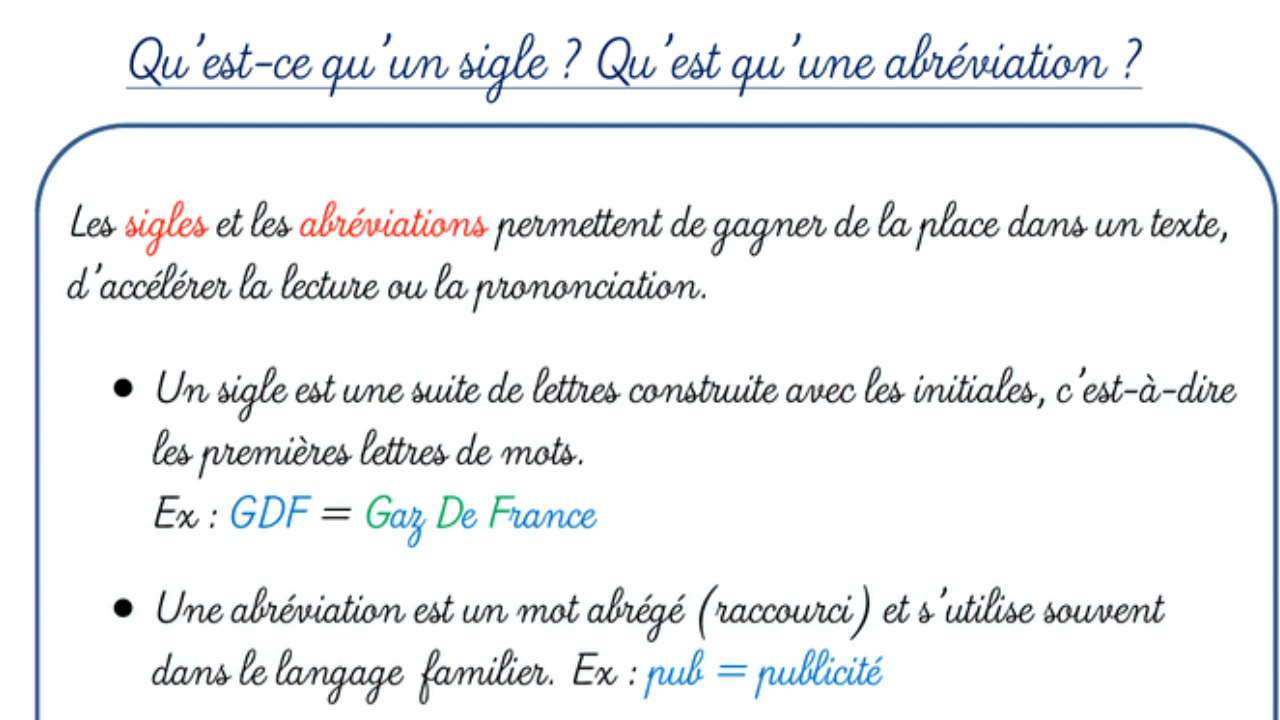 Qu'est-ce qu'un sigle ? Qu'est qu'une abréviation ?
Les sigles et les abréviations permettent de gagner de la place dans un texte,
d'accélérer la lecture ou la prononciation.
● Un sigle est une suite de lettres construite avec les initiales, c'est-à-dire
les premières lettres de mots.
Ex : GDF = Gaz De France
● Une abréviation est un mot abrégé (raccourci) et s'utilise souvent
dans le langage familier. Ex : pub = publicité